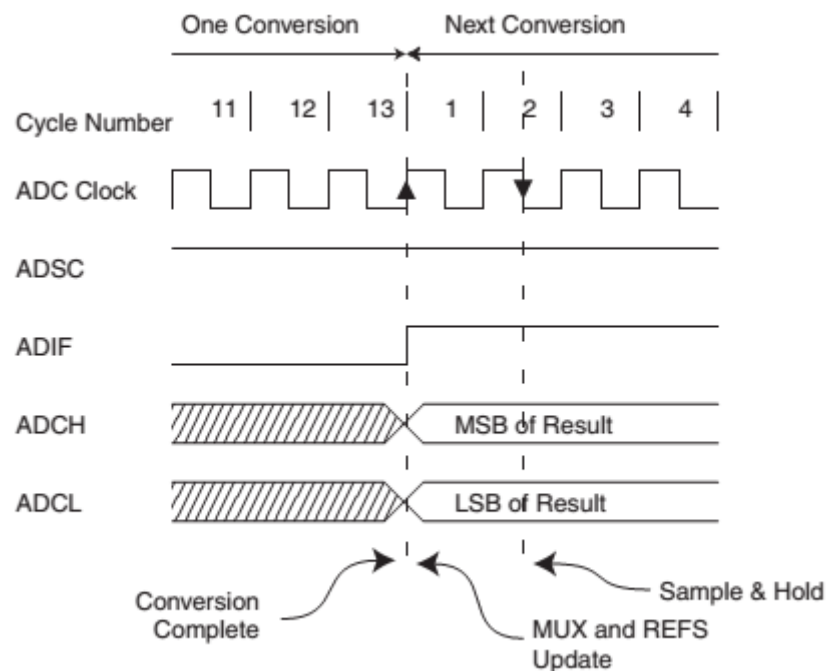 One Conversion Next Conversion
Cycle Number 11 12 13 1 2 3 4
ADC Clock
ADSC
ADIF
ADCH MSB of Result
ADCL LSB of Result
Sample & Hold
Conversion
Complete
MUX and REFS
Update